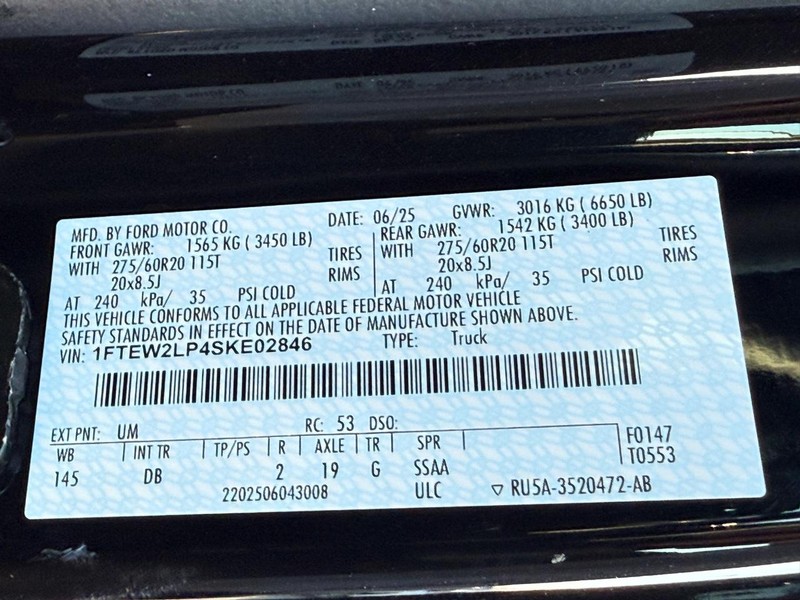 MFD. BY FORD MOTOR CO. DATE: 06/25 GVWR: 3016 KG ( 6650 LB)
FRONT GAWR: 1565 KG ( 3450 LB) REAR GAWR: 1542 KG ( 3400 LB)
WITH 275/60R20 115T TIRES WITH 275/60R20 115T TIRES
20x8.5J RIMS 20x8.5J RIMS
AT 240 kPa/ 35 PSI COLD AT 240 kPa/ 35 PSI COLD
THIS VEHICLE CONFORMS TO ALL APPLICABLE FEDERAL MOTOR VEHICLE
SAFETY STANDARDS IN EFFECT ON THE DATE OF MANUFACTURE SHOWN ABOVE.
VIN: 1FTEW2LP4SKE02846 TYPE: Truck
EXT PNT: UM RC: 53 DSO:
WB INT TR TP/PS R AXLE TR SPR F0147
145 DB 2 19 G SSAA T0553
2202506043008 ULC ▽ RU5A-3520472-AB